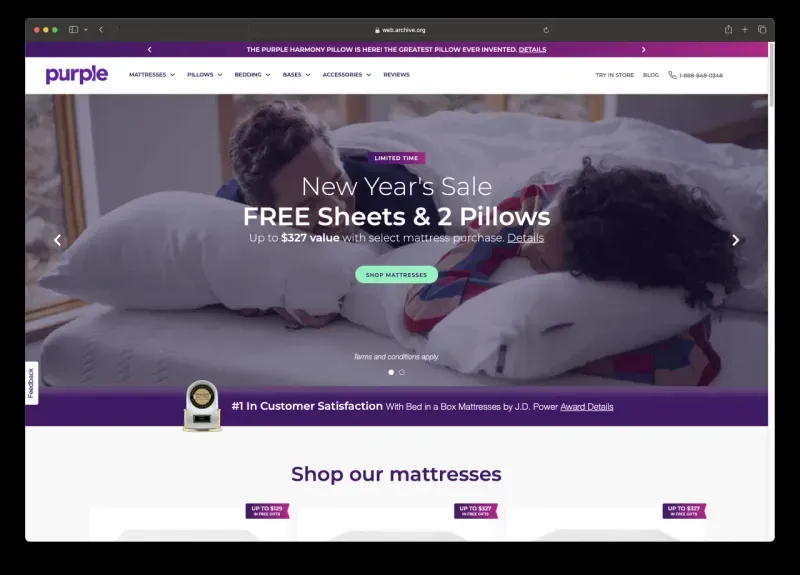 web.archive.org
THE PURPLE HARMONY PILLOW IS HERE! THE GREATEST PILLOW EVER INVENTED. DETAILS
purple
MATTRESSES
PILLOWS
BEDDING
BASES
ACCESSORIES
REVIEWS
TRY IN STORE
BLOG
1-888-848-0248
LIMITED TIME
New Year's Sale
FREE Sheets & 2 Pillows
Up to $327 value with select mattress purchase. Details
SHOP MATTRESSES
Terms and conditions apply.
Feedback
#1 In Customer Satisfaction With Bed in a Box Mattresses by J.D. Power Award Details
Shop our mattresses
UP TO $129
IN FREE GIFTS
UP TO $327
IN FREE GIFTS
UP TO $327
IN FREE GIFTS